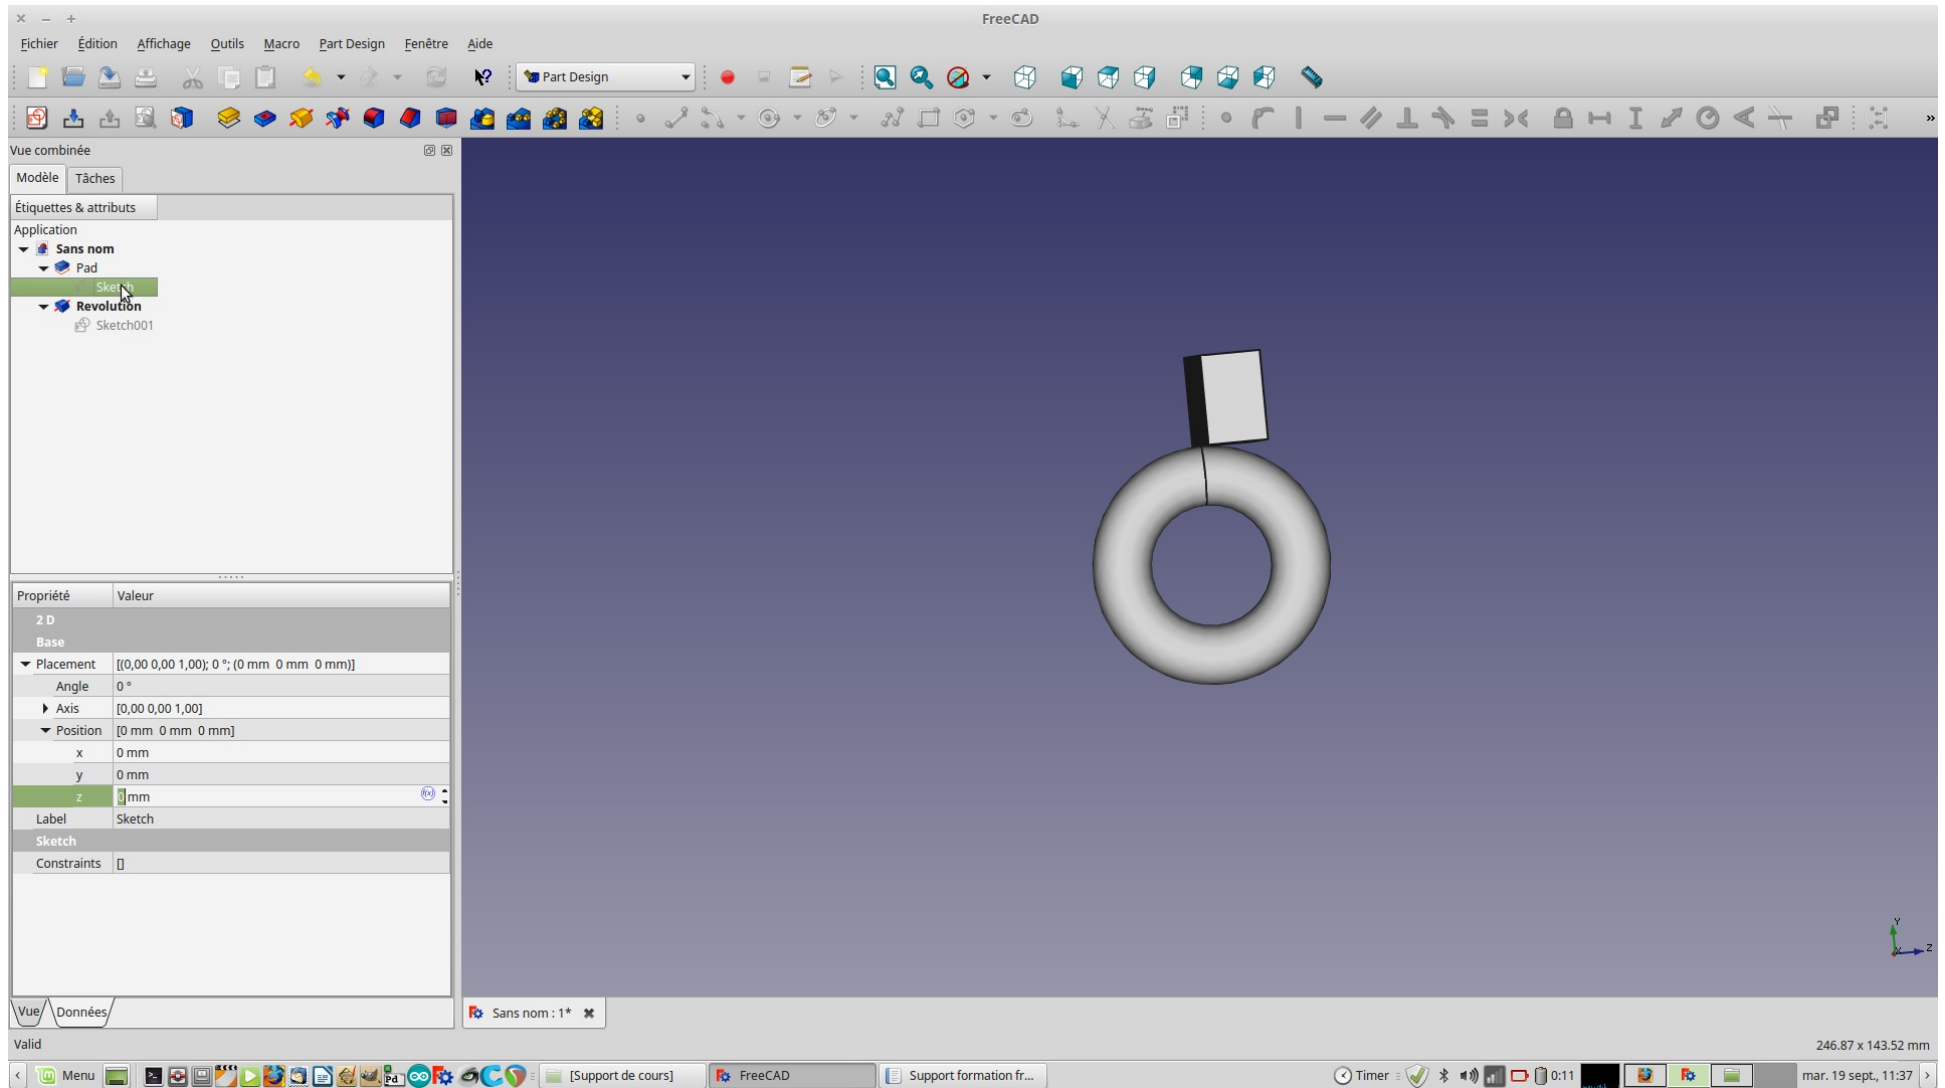 FreeCAD
Fichier Édition Affichage Outils Macro Part Design Fenêtre Aide
Part Design
»
Vue combinée
Modèle Tâches
Étiquettes & attributs
Application
Sans nom
Pad
Sketch
Revolution
Sketch001
Propriété Valeur
2 D
Base
Placement [(0,00 0,00 1,00); 0 °; (0 mm 0 mm 0 mm)]
Angle 0 °
Axis [0,00 0,00 1,00]
Position [0 mm 0 mm 0 mm]
x 0 mm
y 0 mm
z 0 mm
Label Sketch
Sketch
Constraints []
Y
X
Z
Vue Données
Sans nom : 1*
Valid 246.87 x 143.52 mm
Menu Pd [Support de cours] FreeCAD Support formation fr... Timer 0:11 mar. 19 sept., 11:37